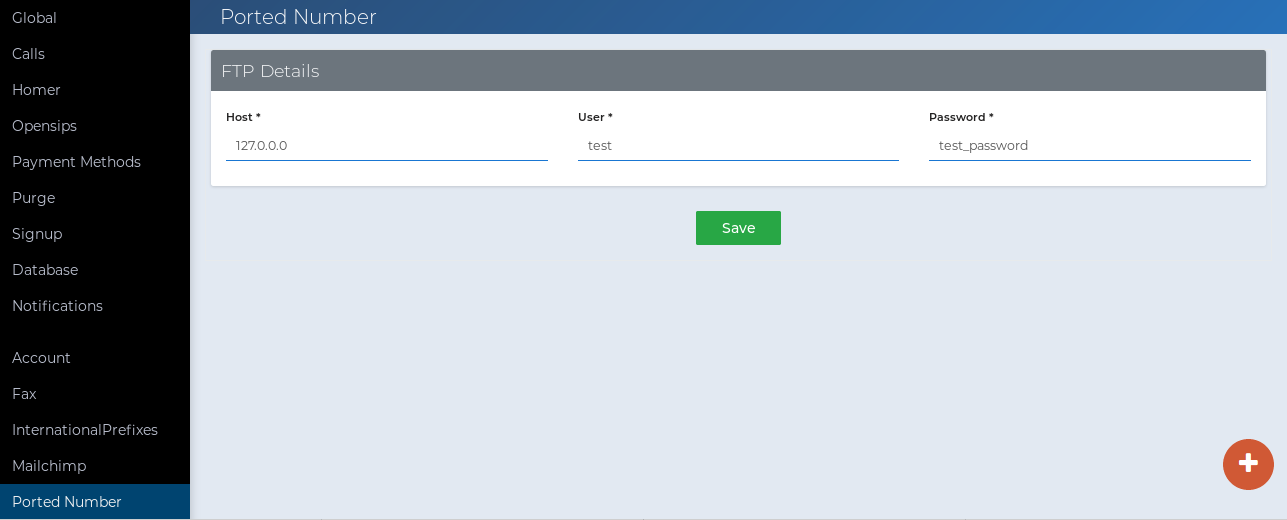 Global
Calls
Homer
Opensips
Payment Methods
Purge
Signup
Database
Notifications
Account
Fax
InternationalPrefixes
Mailchimp
Ported Number
Ported Number
FTP Details
Host *
User *
Password *
127.0.0.0
test
test_password
Save